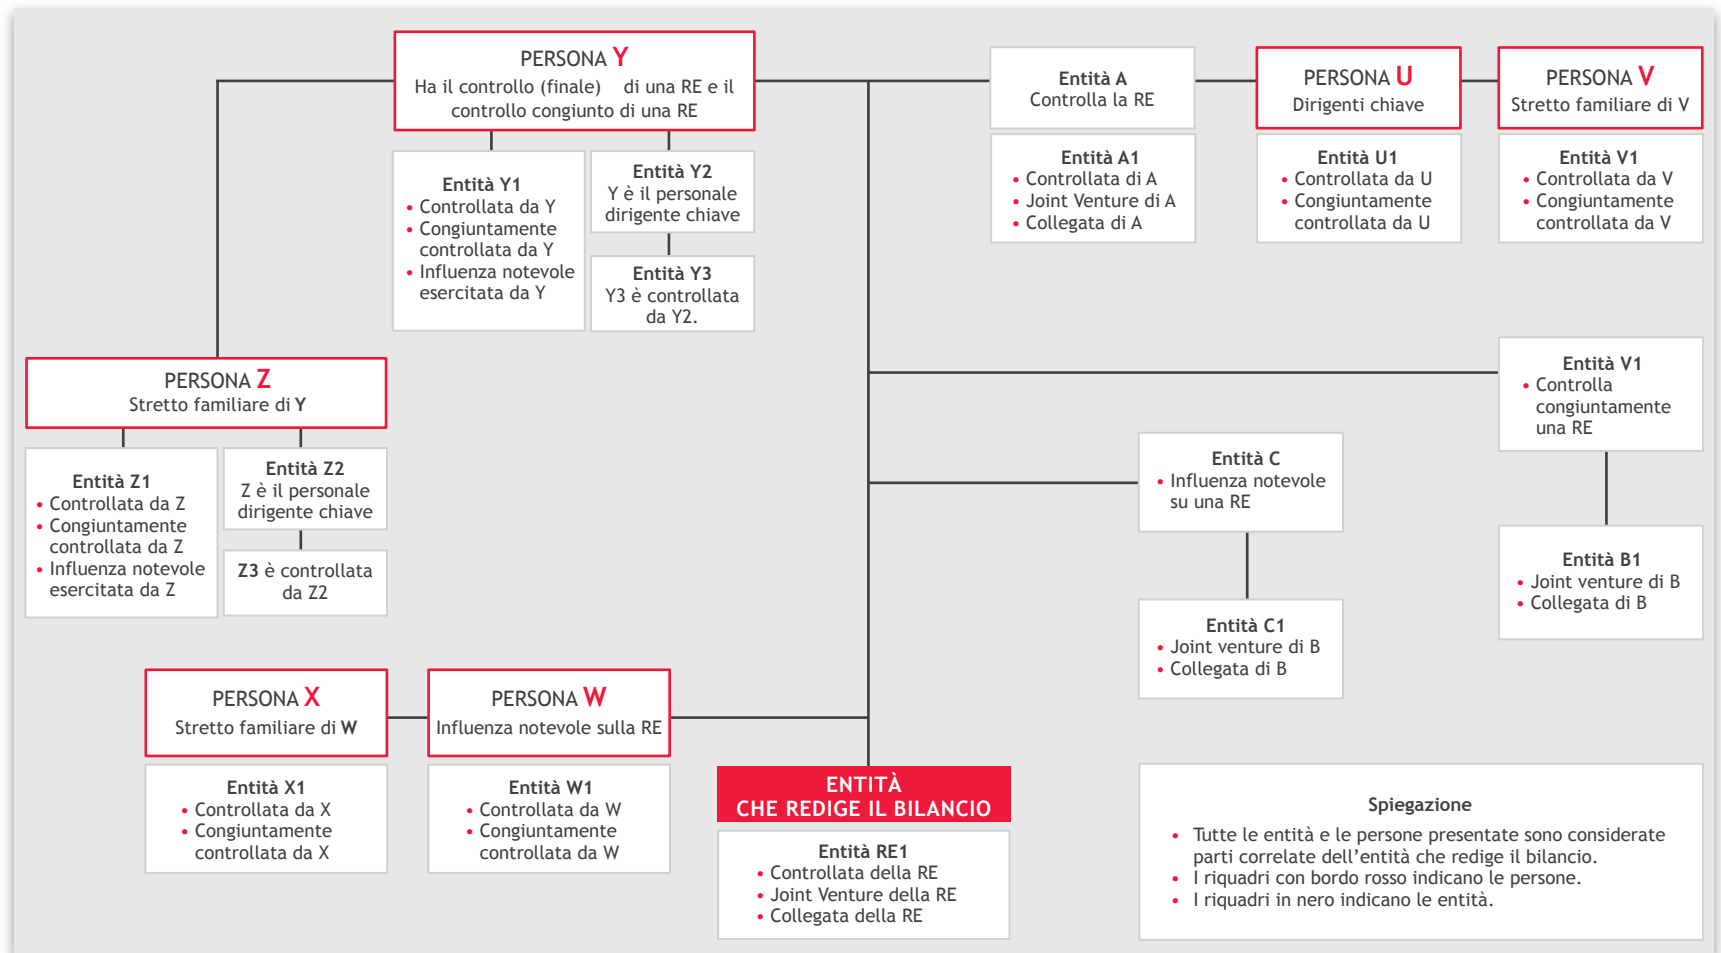 PERSONA Y
Ha il controllo (finale) di una RE e il
controllo congiunto di una RE
Entità Y1
• Controllata da Y
• Congiuntamente
controllata da Y
• Influenza notevole
esercitata da Y
Entità Y2
Y è il personale
dirigente chiave
Entità Y3
Y3 è controllata
da Y2.
Entità A
Controlla la RE
Entità A1
• Controllata di A
• Joint Venture di A
• Collegata di A
PERSONA U
Dirigenti chiave
Entità U1
• Controllata da U
• Congiuntamente
controllata da U
PERSONA V
Stretto familiare di V
Entità V1
• Controllata da V
• Congiuntamente
controllata da V
PERSONA Z
Stretto familiare di Y
Entità Z1
• Controllata da Z
• Congiuntamente
controllata da Z
• Influenza notevole
esercitata da Z
Entità Z2
Z è il personale
dirigente chiave
Z3 è controllata
da Z2
Entità V1
• Controlla
congiuntamente
una RE
Entità C
• Influenza notevole
su una RE
Entità B1
• Joint venture di B
• Collegata di B
Entità C1
• Joint venture di B
• Collegata di B
PERSONA X
Stretto familiare di W
Entità X1
• Controllata da X
• Congiuntamente
controllata da X
PERSONA W
Influenza notevole sulla RE
Entità W1
• Controllata da W
• Congiuntamente
controllata da W
ENTITÀ
CHE REDIGE IL BILANCIO
Entità RE1
• Controllata della RE
• Joint Venture della RE
• Collegata della RE
Spiegazione
• Tutte le entità e le persone presentate sono considerate
parti correlate dell'entità che redige il bilancio.
• I riquadri con bordo rosso indicano le persone.
• I riquadri in nero indicano le entità.